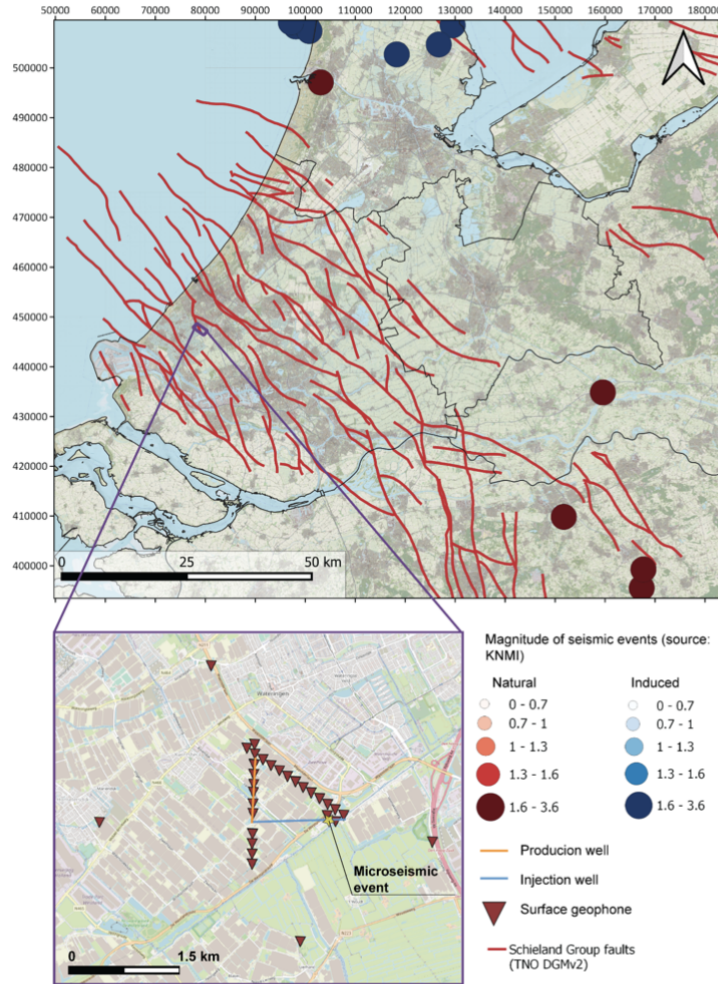 50000 60000 70000 80000 90000 100000 110000 120000 130000 140000 150000 160000 170000 180000
500000
490000
480000
470000
460000
450000
440000
430000
420000
410000
400000
0 25 50 km
Microseismic
event
0 1.5 km
Magnitude of seismic events (source:
KNMI)
Natural Induced
0 - 0.7 0 - 0.7
0.7 - 1 0.7 - 1
1 - 1.3 1 - 1.3
1.3 - 1.6 1.3 - 1.6
1.6 - 3.6 1.6 - 3.6
Producion well
Injection well
Surface geophone
Schieland Group faults
(TNO DGMv2)